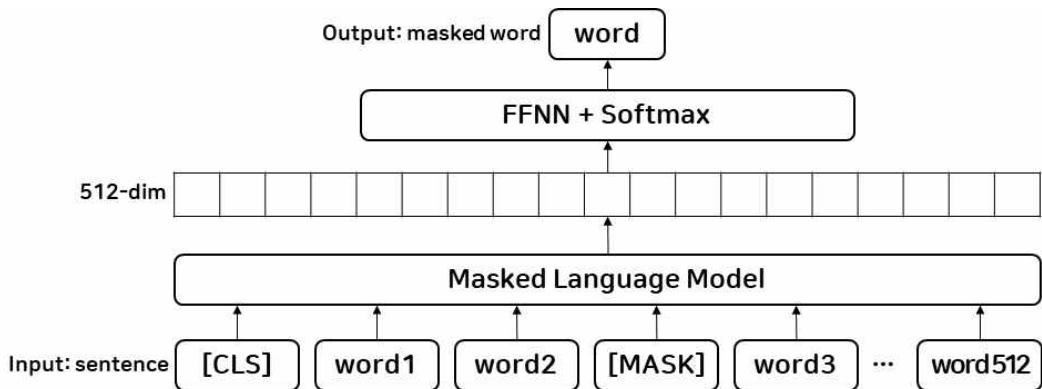 Output: masked word word
FFNN + Softmax
512-dim
Masked Language Model
Input: sentence [CLS] word1 word2 [MASK] word3 ... word512